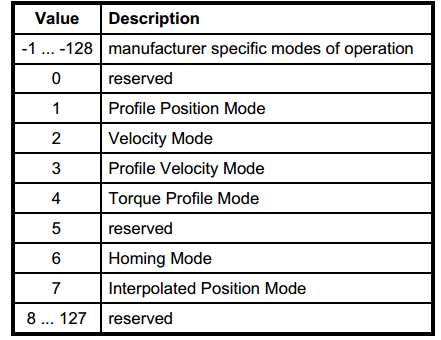 Value Description
-1 ... -128 manufacturer specific modes of operation
0 reserved
1 Profile Position Mode
2 Velocity Mode
3 Profile Velocity Mode
4 Torque Profile Mode
5 reserved
6 Homing Mode
7 Interpolated Position Mode
8 ... 127 reserved